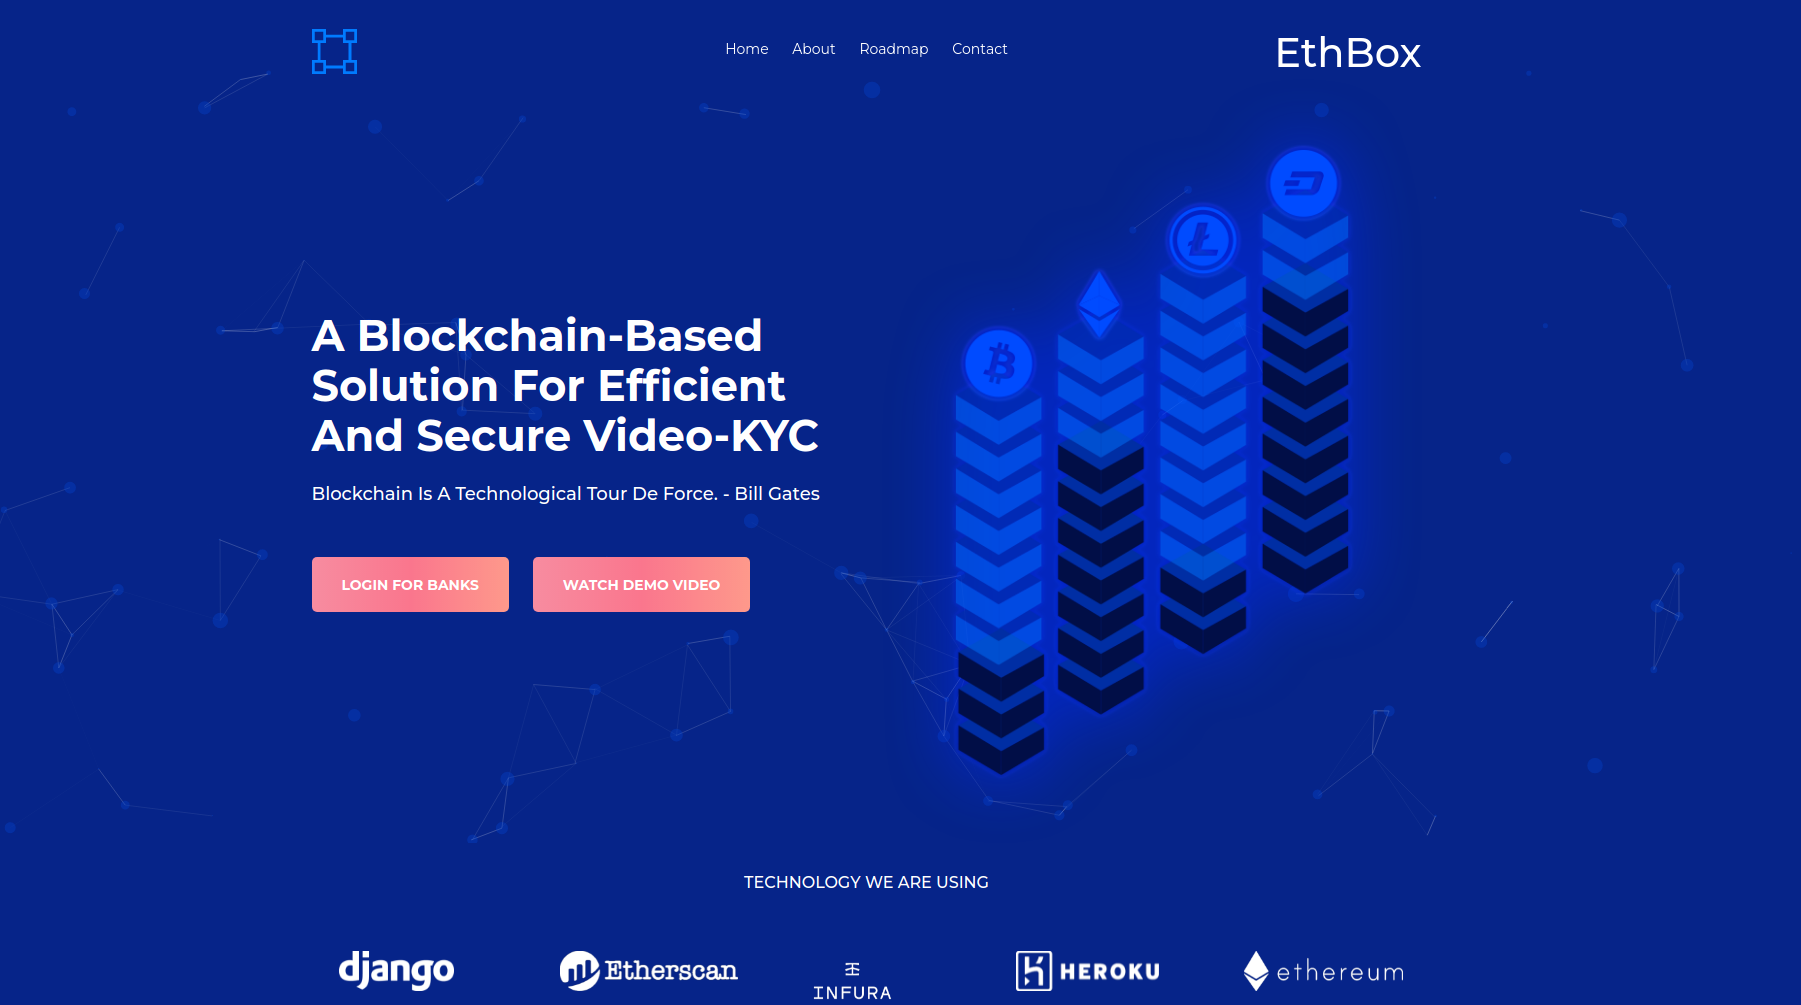 Home About Roadmap Contact
EthBox
A Blockchain-Based
Solution For Efficient
And Secure Video-KYC
Blockchain Is A Technological Tour De Force. - Bill Gates
LOGIN FOR BANKS
WATCH DEMO VIDEO
TECHNOLOGY WE ARE USING
django
Etherscan
INFURA
HEROKU
ethereum